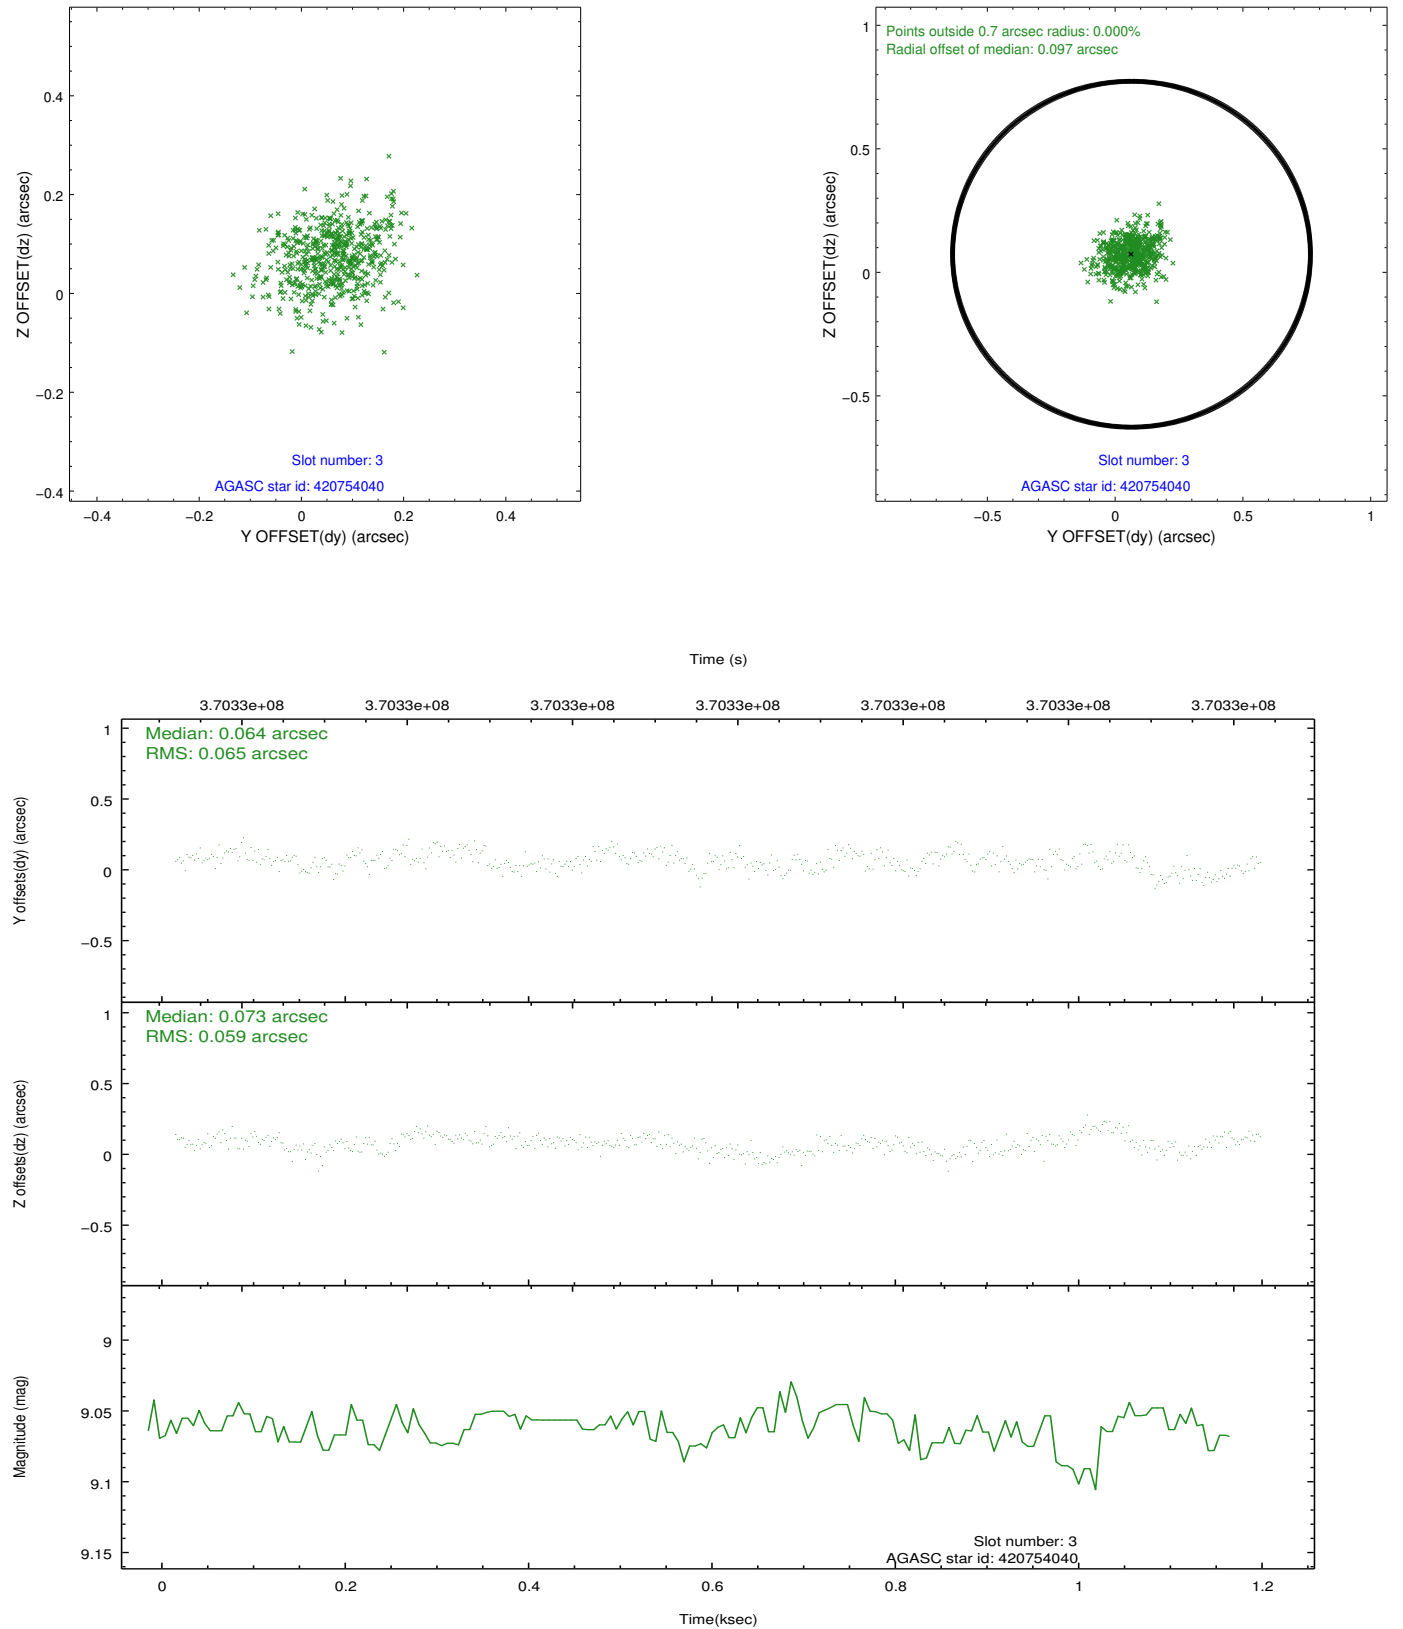 0.4
0.2
0
−0.2
−0.4
Z OFFSET(dz) (arcsec)
Slot number: 3
AGASC star id: 420754040
−0.4 −0.2 0 0.2 0.4
Y OFFSET(dy) (arcsec)
Points outside 0.7 arcsec radius: 0.000%
Radial offset of median: 0.097 arcsec
1
0.5
0
−0.5
Z OFFSET(dz) (arcsec)
Slot number: 3
AGASC star id: 420754040
−0.5 0 0.5 1
Y OFFSET(dy) (arcsec)
Time (s)
3.7033e+08 3.7033e+08 3.7033e+08 3.7033e+08 3.7033e+08 3.7033e+08 3.7033e+08
Median: 0.064 arcsec
RMS: 0.065 arcsec
1
0.5
0
−0.5
Y offsets(dy) (arcsec)
Median: 0.073 arcsec
RMS: 0.059 arcsec
1
0.5
0
−0.5
Z offsets(dz) (arcsec)
9
9.05
9.1
9.15
Magnitude (mag)
Slot number: 3
AGASC star id: 420754040
0 0.2 0.4 0.6 0.8 1 1.2
Time(ksec)